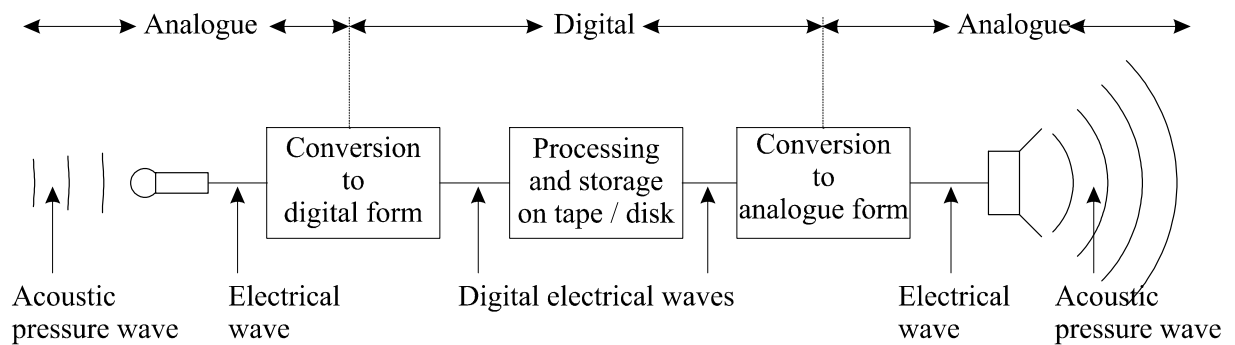 Analogue
Digital
Analogue
Conversion
to
digital form
Processing
and storage
on tape / disk
Conversion
to
analogue form
Acoustic
pressure wave
Electrical
wave
Digital electrical waves
Electrical
wave
Acoustic
pressure wave